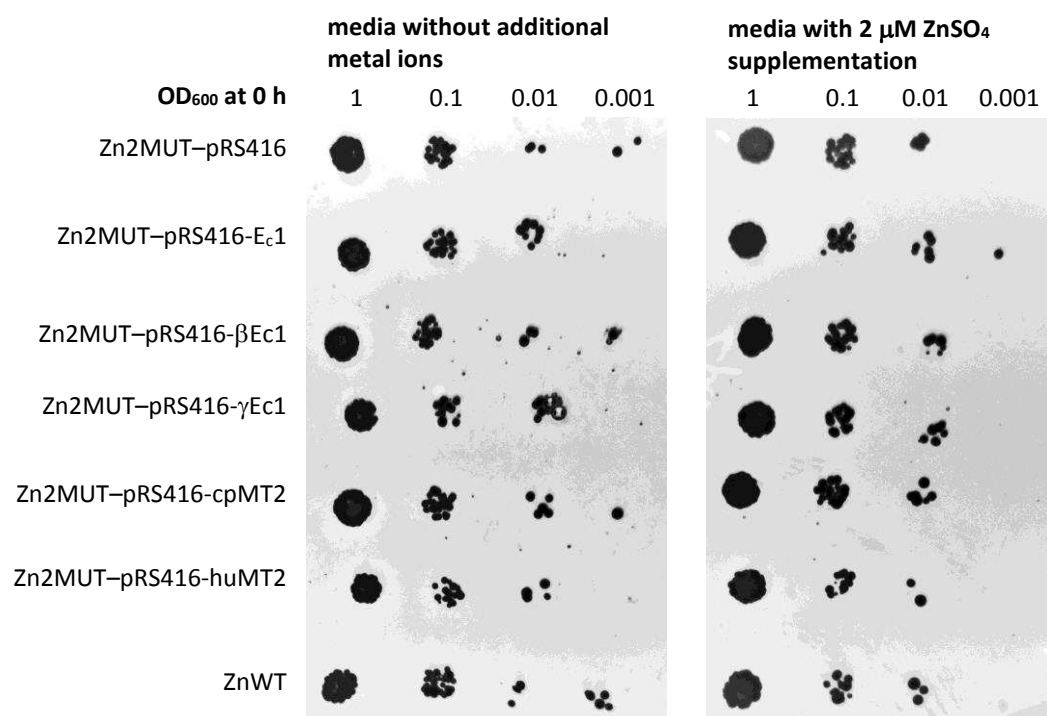 media without additional
metal ions
media with 2 μM ZnSO₄
supplementation
OD₆₀₀ at 0 h 1 0.1 0.01 0.001 1 0.1 0.01 0.001
Zn2MUT–pRS416
Zn2MUT–pRS416-E꜀1
Zn2MUT–pRS416-βEc1
Zn2MUT–pRS416-γEc1
Zn2MUT–pRS416-cpMT2
Zn2MUT–pRS416-huMT2
ZnWT